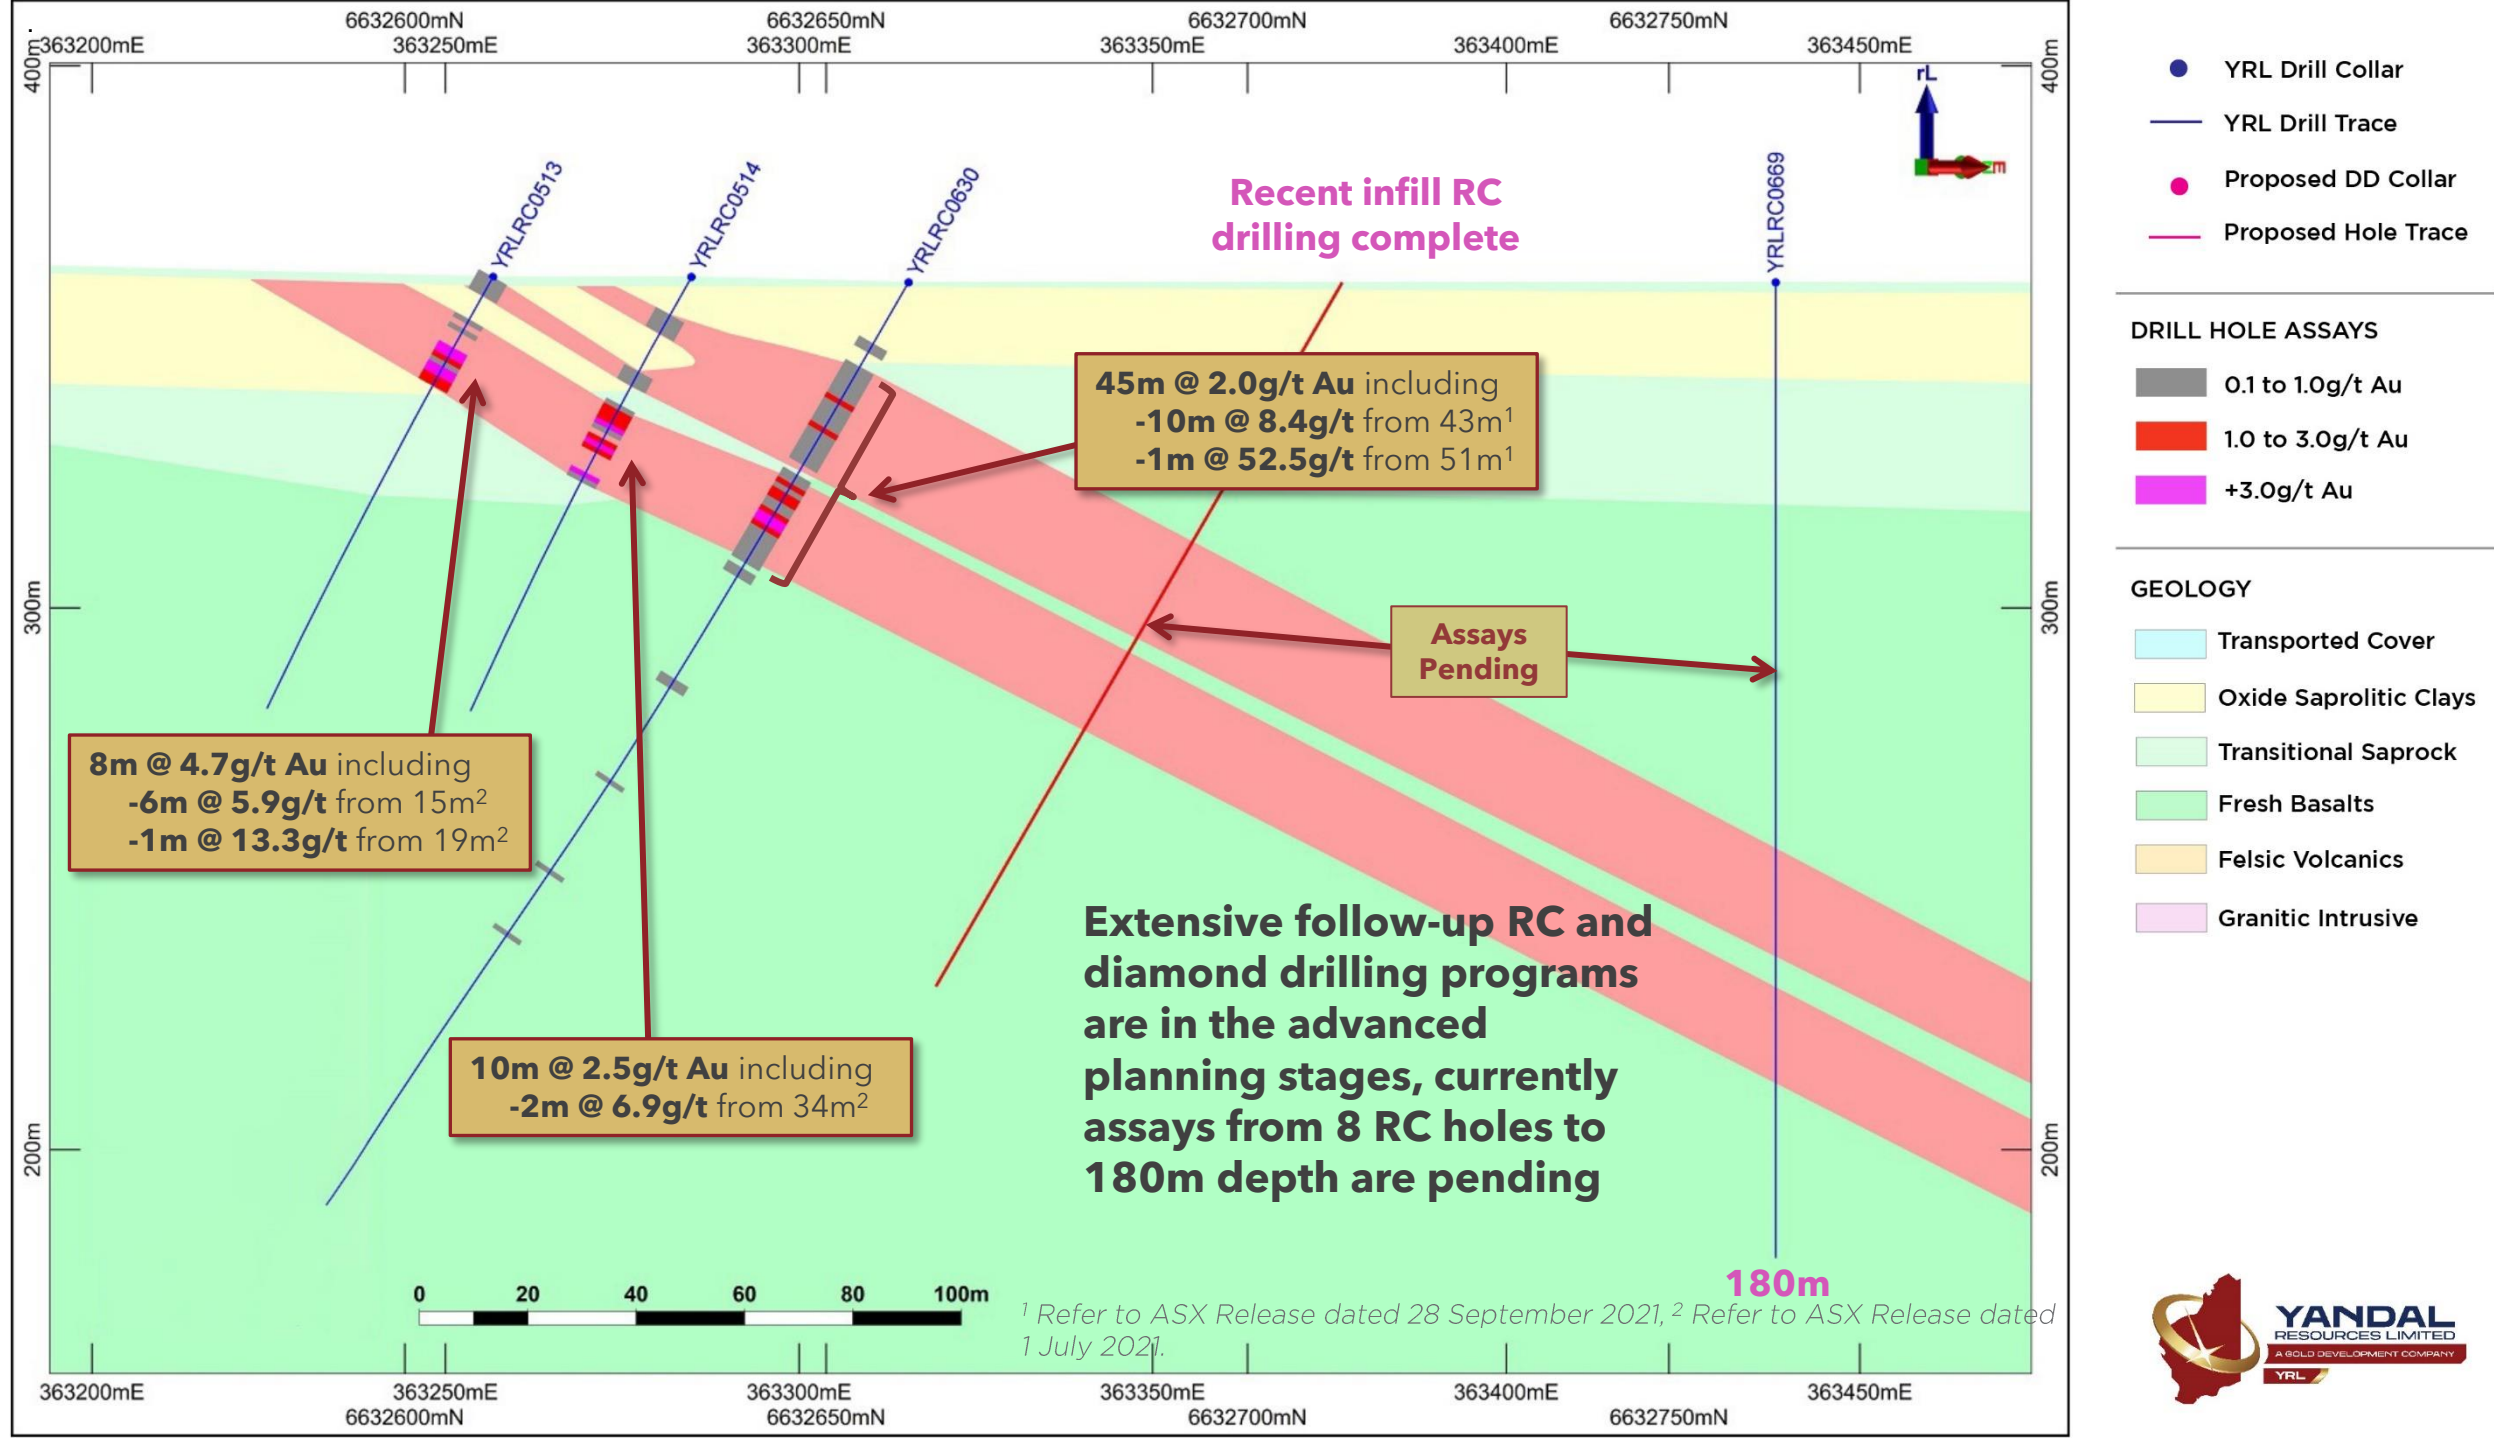 6632600mN 6632650mN 6632700mN 6632750mN
363200mE 363250mE 363300mE 363350mE 363400mE 363450mE
400m 400m
rL
YRLRC0513
YRLRC0514
YRLRC0630
YRLRC0669
Recent infill RC
drilling complete
45m @ 2.0g/t Au including
-10m @ 8.4g/t from 43m¹
-1m @ 52.5g/t from 51m¹
300m 300m
Assays
Pending
8m @ 4.7g/t Au including
-6m @ 5.9g/t from 15m²
-1m @ 13.3g/t from 19m²
10m @ 2.5g/t Au including
-2m @ 6.9g/t from 34m²
Extensive follow-up RC and
diamond drilling programs
are in the advanced
planning stages, currently
assays from 8 RC holes to
180m depth are pending
200m 200m
180m
0 20 40 60 80 100m
¹ Refer to ASX Release dated 28 September 2021, ² Refer to ASX Release dated
1 July 2021.
363200mE 363250mE 363300mE 363350mE 363400mE 363450mE
6632600mN 6632650mN 6632700mN 6632750mN
YRL Drill Collar
YRL Drill Trace
Proposed DD Collar
Proposed Hole Trace
DRILL HOLE ASSAYS
0.1 to 1.0g/t Au
1.0 to 3.0g/t Au
+3.0g/t Au
GEOLOGY
Transported Cover
Oxide Saprolitic Clays
Transitional Saprock
Fresh Basalts
Felsic Volcanics
Granitic Intrusive
YANDAL
RESOURCES LIMITED
A GOLD DEVELOPMENT COMPANY
YRL